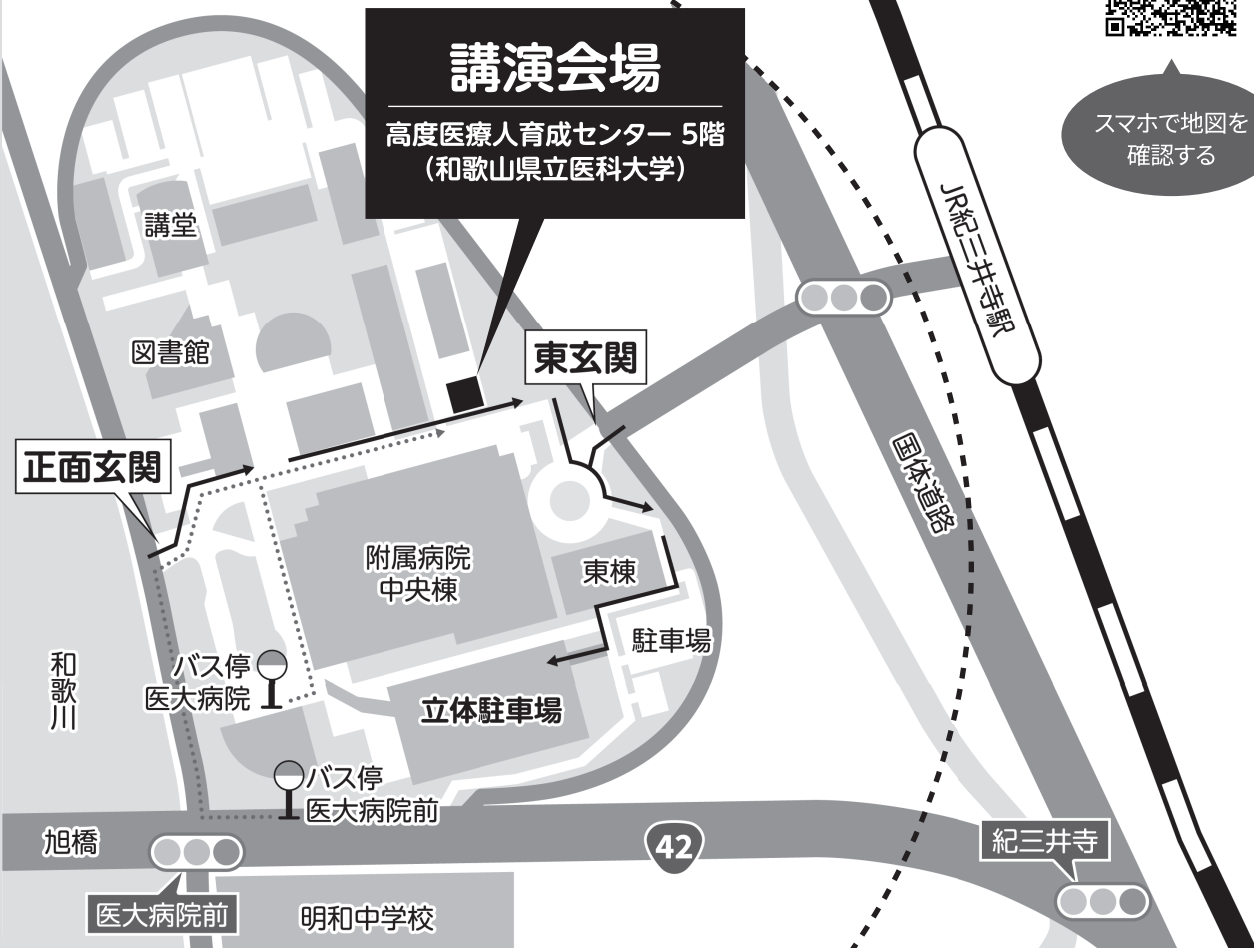 講演会場
高度医療人育成センター 5階
（和歌山県立医科大学）
スマホで地図を
確認する
JR紀三井寺駅
講堂
図書館
東玄関
正面玄関
国体道路
附属病院
中央棟
東棟
駐車場
和歌川
バス停
医大病院
立体駐車場
バス停
医大病院前
旭橋
42
紀三井寺
医大病院前
明和中学校